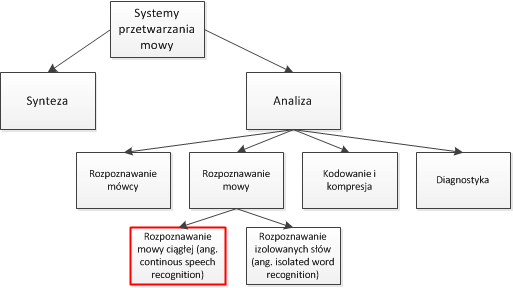 Systemy
przetwarzania
mowy
Synteza
Analiza
Rozpoznawanie
mówcy
Rozpoznawanie
mowy
Kodowanie i
kompresja
Diagnostyka
Rozpoznawanie
mowy ciągłej (ang.
continous speech
recognition)
Rozpoznawanie
izolowanych słów
(ang. isolated word
recognition)